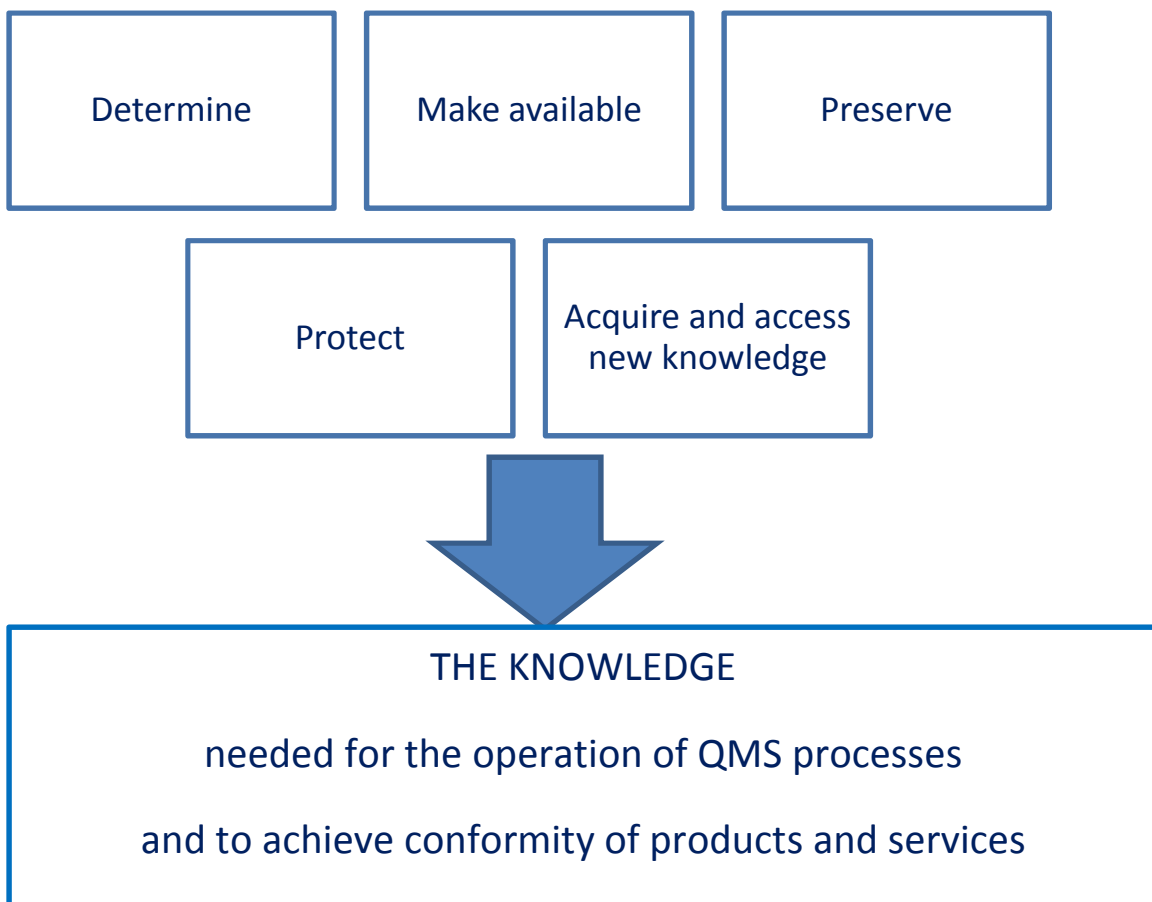 Determine
Make available
Preserve
Protect
Acquire and access
new knowledge
THE KNOWLEDGE
needed for the operation of QMS processes
and to achieve conformity of products and services